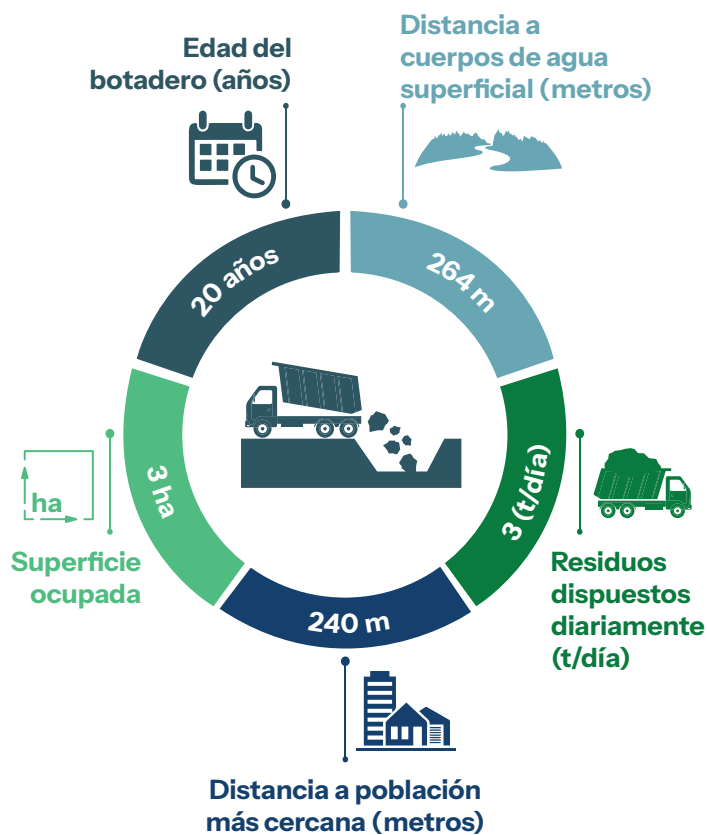 Edad del
botadero (años)
Distancia a
cuerpos de agua
superficial (metros)
20 años
264 m
3 ha
3 (t/día)
240 m
ha
Superficie
ocupada
Residuos
dispuestos
diariamente
(t/día)
Distancia a población
más cercana (metros)